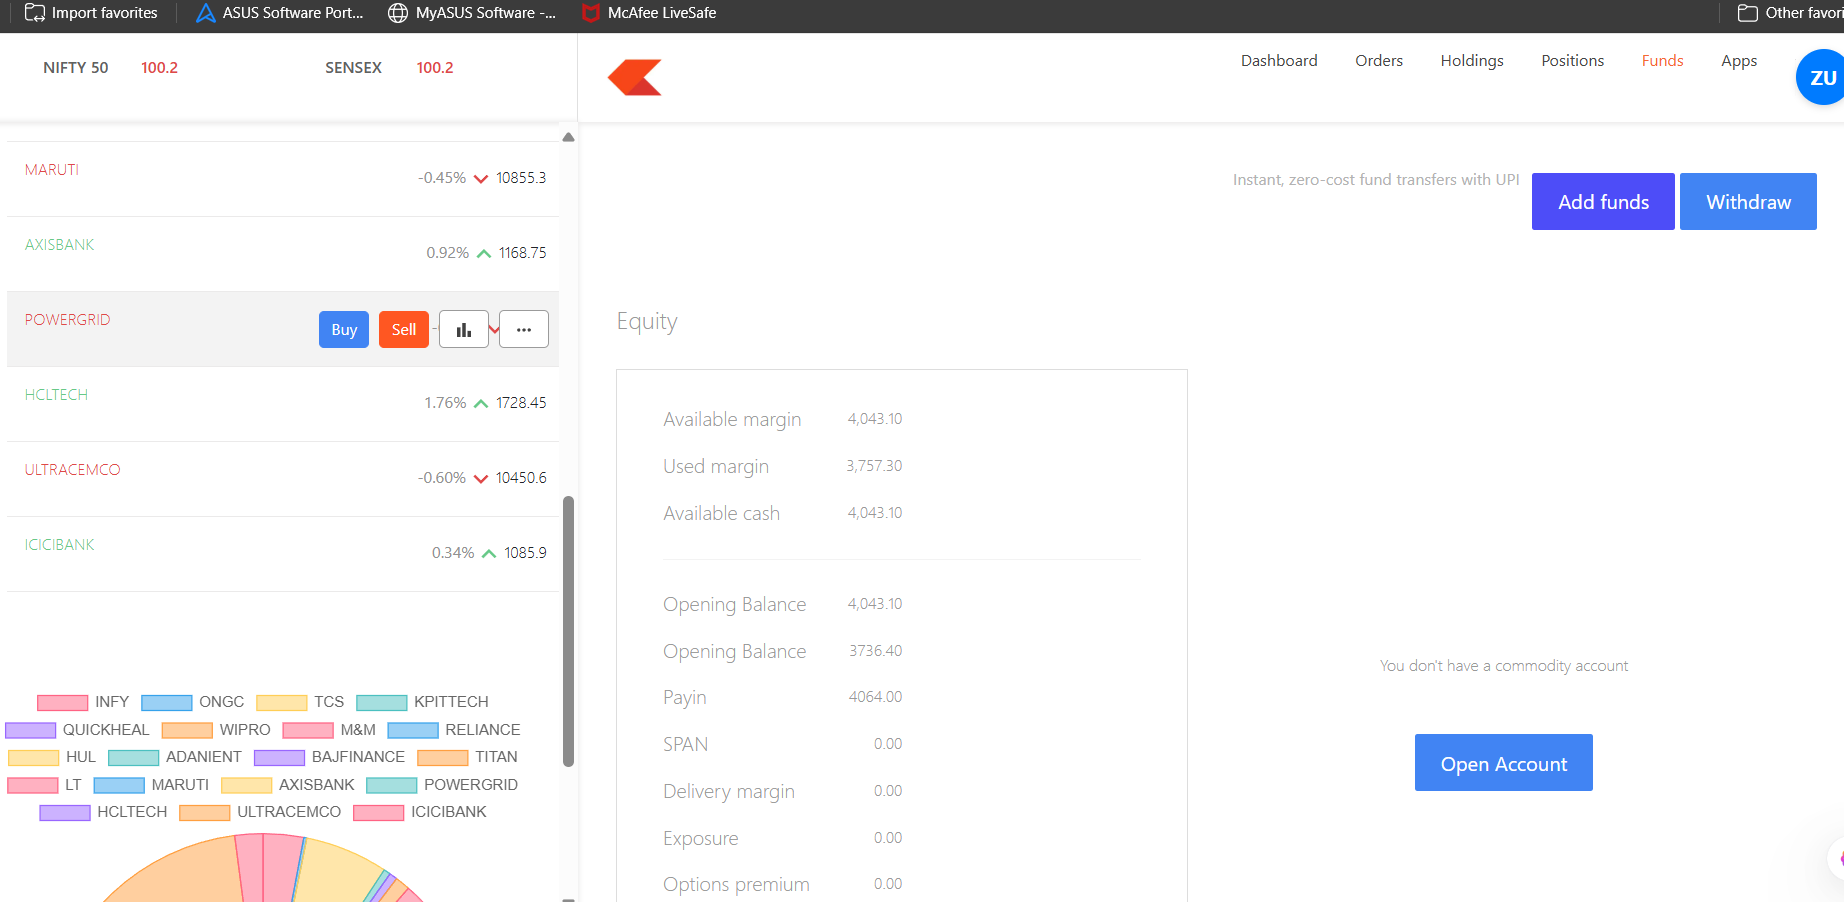 Import favorites
ASUS Software Port...
MyASUS Software -...
McAfee LiveSafe
NIFTY 50 100.2 SENSEX 100.2
Dashboard Orders Holdings Positions Funds Apps
ZU
MARUTI -0.45% 10855.3
AXISBANK 0.92% 1168.75
POWERGRID Buy Sell ...
HCLTECH 1.76% 1728.45
ULTRACEMCO -0.60% 10450.6
ICICIBANK 0.34% 1085.9
INFY ONGC TCS KPITTECH
QUICKHEAL WIPRO M&M RELIANCE
HUL ADANIENT BAJFINANCE TITAN
LT MARUTI AXISBANK POWERGRID
HCLTECH ULTRACEMCO ICICIBANK
Instant, zero-cost fund transfers with UPI Add funds Withdraw
Equity
Available margin 4,043.10
Used margin 3,757.30
Available cash 4,043.10
Opening Balance 4,043.10
Opening Balance 3736.40
Payin 4064.00
SPAN 0.00
Delivery margin 0.00
Exposure 0.00
Options premium 0.00
You don't have a commodity account
Open Account